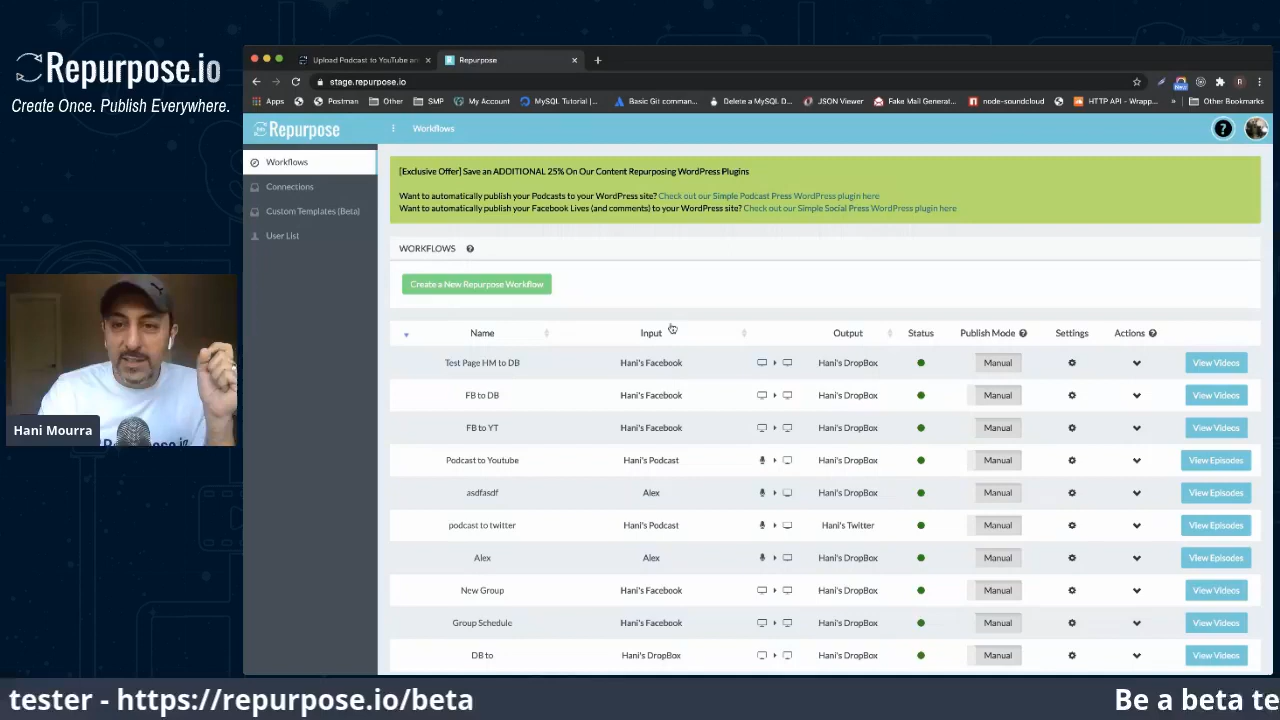 Repurpose.io
Create Once. Publish Everywhere.
Hani Mourra
Upload Podcast to YouTube an
Repurpose
stage.repurpose.io
Apps
Postman
Other
SMP
My Account
MySQL Tutorial |...
Basic Git comman...
Delete a MySQL D...
JSON Viewer
Fake Mail Generat...
node-soundcloud
HTTP API - Wrapp...
»
Other Bookmarks
Repurpose
Workflows
?
Workflows
Connections
Custom Templates (Beta)
User List
[Exclusive Offer] Save an ADDITIONAL 25% On Our Content Repurposing WordPress Plugins
Want to automatically publish your Podcasts to your WordPress site? Check out our Simple Podcast Press WordPress plugin here
Want to automatically publish your Facebook Lives (and comments) to your WordPress site? Check out our Simple Social Press WordPress plugin here
WORKFLOWS
Create a New Repurpose Workflow
Name Input Output Status Publish Mode Settings Actions
Test Page HM to DB Hani's Facebook Hani's DropBox Manual View Videos
FB to DB Hani's Facebook Hani's DropBox Manual View Videos
FB to YT Hani's Facebook Hani's DropBox Manual View Videos
Podcast to Youtube Hani's Podcast Hani's DropBox Manual View Episodes
asdfasdf Alex Hani's DropBox Manual View Episodes
podcast to twitter Hani's Podcast Hani's Twitter Manual View Episodes
Alex Alex Hani's DropBox Manual View Episodes
New Group Hani's Facebook Hani's DropBox Manual View Videos
Group Schedule Hani's Facebook Hani's DropBox Manual View Videos
DB to Hani's DropBox Hani's DropBox Manual View Videos
tester - https://repurpose.io/beta
Be a beta te